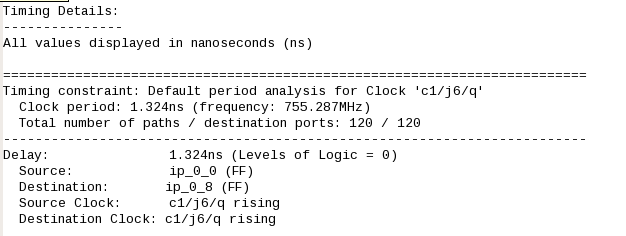 Timing Details:
---------------
All values displayed in nanoseconds (ns)
=========================================================================
Timing constraint: Default period analysis for Clock 'c1/j6/q'
Clock period: 1.324ns (frequency: 755.287MHz)
Total number of paths / destination ports: 120 / 120
-------------------------------------------------------------------------
Delay: 1.324ns (Levels of Logic = 0)
Source: ip_0_0 (FF)
Destination: ip_0_8 (FF)
Source Clock: c1/j6/q rising
Destination Clock: c1/j6/q rising